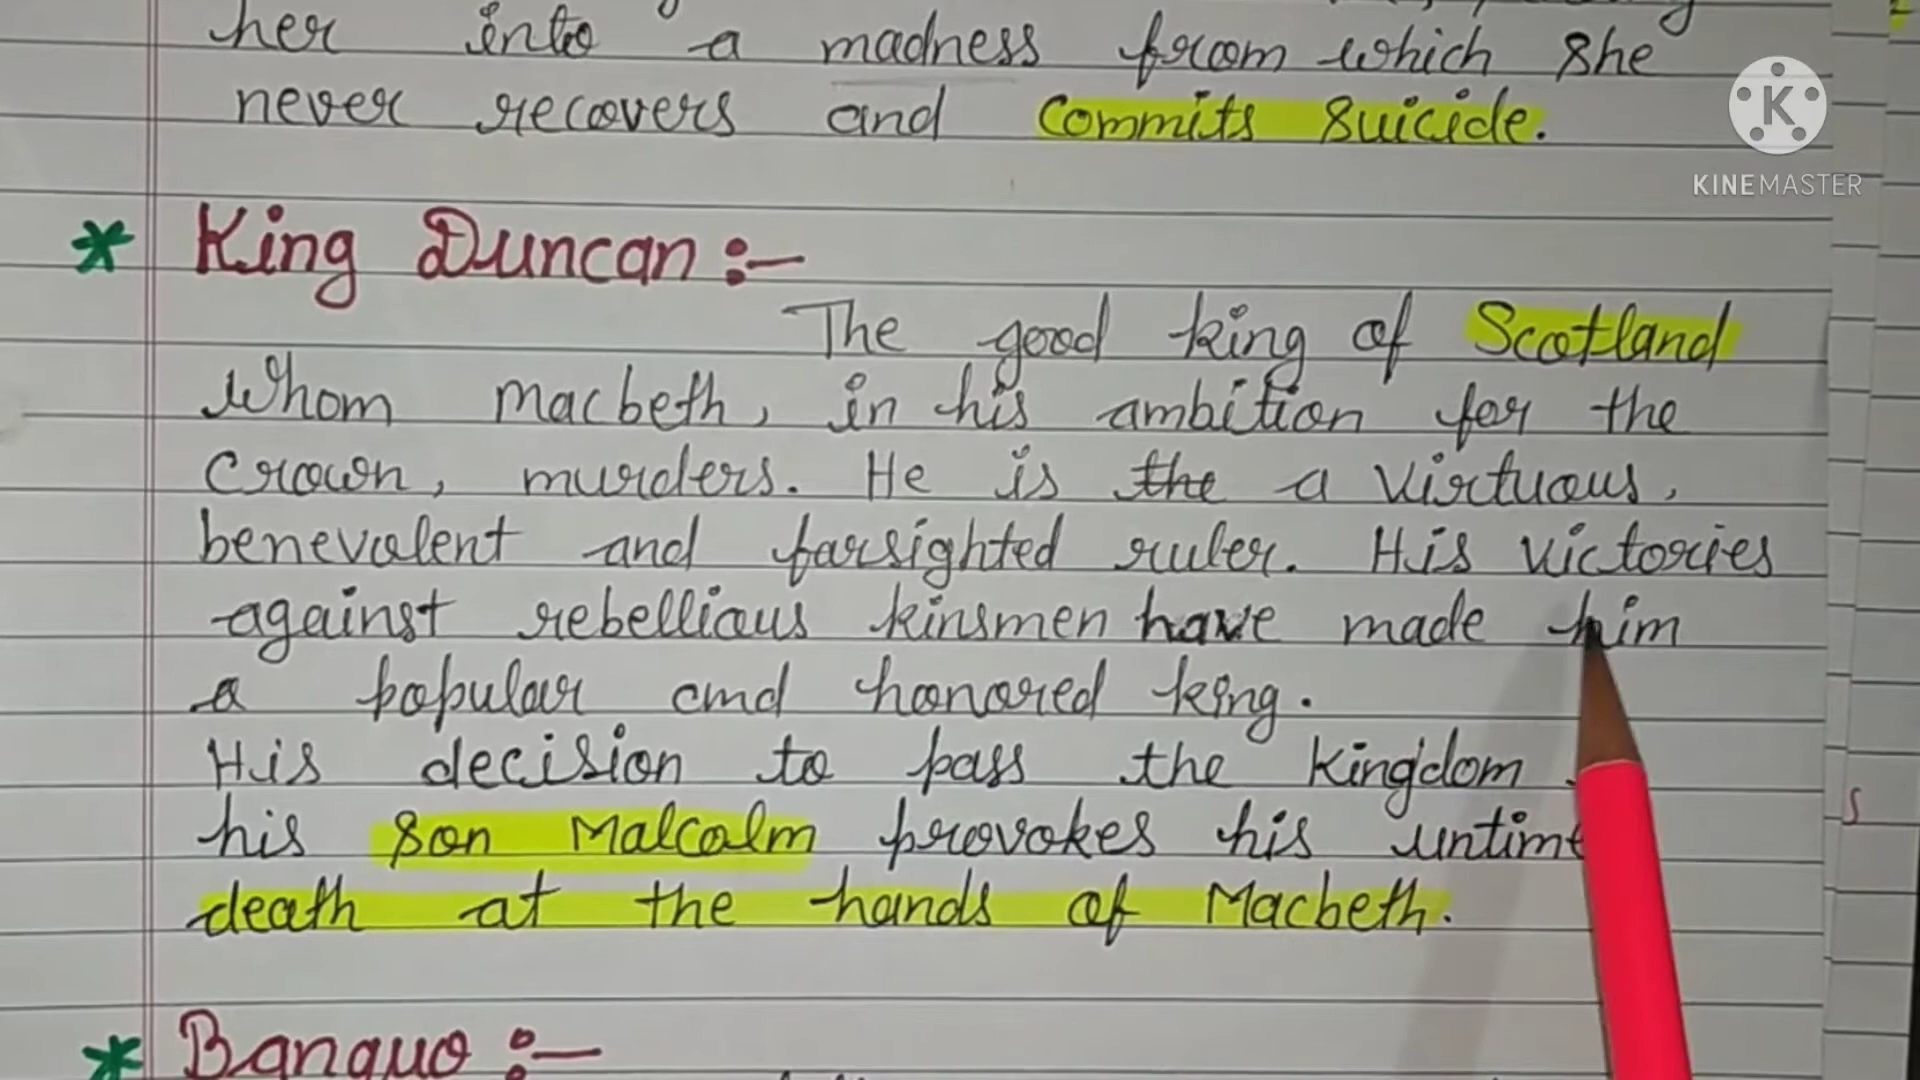 her into a madness from which she
never recovers and Commits suicide.
K
KINEMASTER
* King Duncan :-
The good king of Scotland
whom macbeth, in his ambition for the
Crown, murders. He is the a virtuous,
benevolent and farsighted ruler. His victories
against rebellious kinsmen have made him
a popular and honored king.
His decision to pass the Kingdom
his son Malcolm provokes his untime
death at the hands of Macbeth.
* Banquo :-